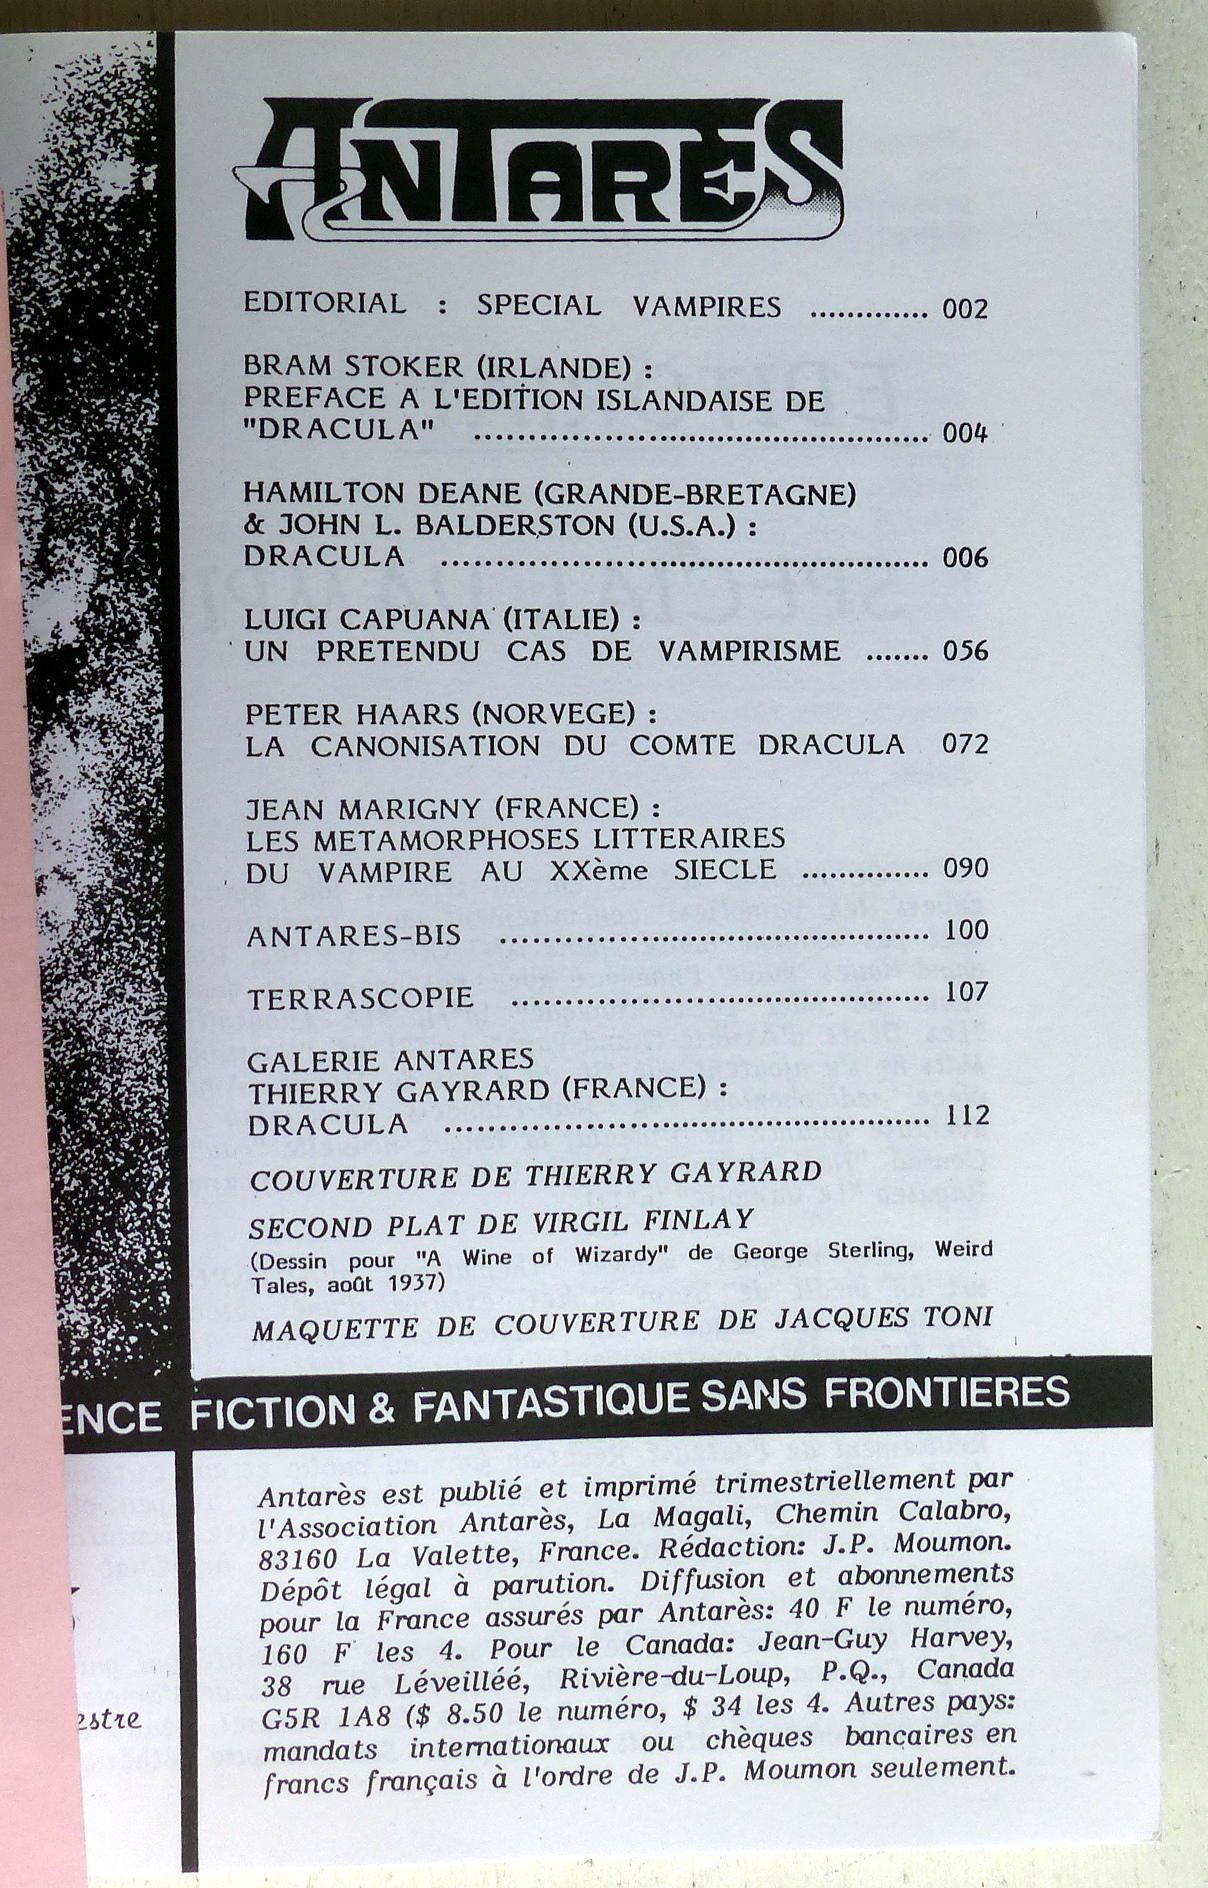 ANTARES
EDITORIAL : SPECIAL VAMPIRES ............. 002
BRAM STOKER (IRLANDE) :
PREFACE A L'EDITION ISLANDAISE DE
"DRACULA" .................................................. 004
HAMILTON DEANE (GRANDE-BRETAGNE)
& JOHN L. BALDERSTON (U.S.A.) :
DRACULA ..................................................... 006
LUIGI CAPUANA (ITALIE) :
UN PRETENDU CAS DE VAMPIRISME ....... 056
PETER HAARS (NORVEGE) :
LA CANONISATION DU COMTE DRACULA 072
JEAN MARIGNY (FRANCE) :
LES METAMORPHOSES LITTERAIRES
DU VAMPIRE AU XXème SIECLE .............. 090
ANTARES-BIS ............................................... 100
TERRASCOPIE .............................................. 107
GALERIE ANTARES
THIERRY GAYRARD (FRANCE) :
DRACULA ..................................................... 112
COUVERTURE DE THIERRY GAYRARD
SECOND PLAT DE VIRGIL FINLAY
(Dessin pour "A Wine of Wizardy" de George Sterling, Weird
Tales, août 1937)
MAQUETTE DE COUVERTURE DE JACQUES TONI
ENCE FICTION & FANTASTIQUE SANS FRONTIERES
Antarès est publié et imprimé trimestriellement par
l'Association Antarès, La Magali, Chemin Calabro,
83160 La Valette, France. Rédaction: J.P. Moumon.
Dépôt légal à parution. Diffusion et abonnements
pour la France assurés par Antarès: 40 F le numéro,
160 F les 4. Pour le Canada: Jean-Guy Harvey,
38 rue Léveilléé, Rivière-du-Loup, P.Q., Canada
G5R 1A8 ($ 8.50 le numéro, $ 34 les 4. Autres pays:
mandats internationaux ou chèques bancaires en
francs français à l'ordre de J.P. Moumon seulement.
estre